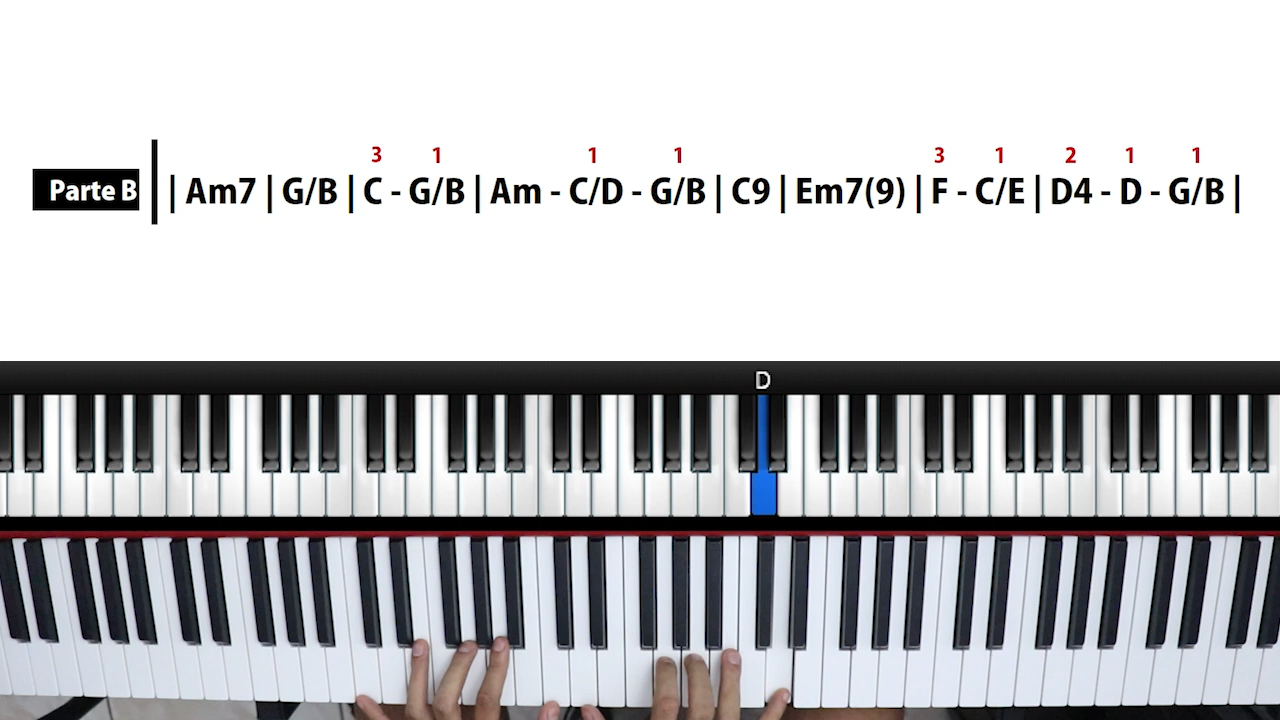 3 1 1 1 3 1 2 1 1
Parte B | Am7 | G/B | C - G/B | Am - C/D - G/B | C9 | Em7(9) | F - C/E | D4 - D - G/B |
D